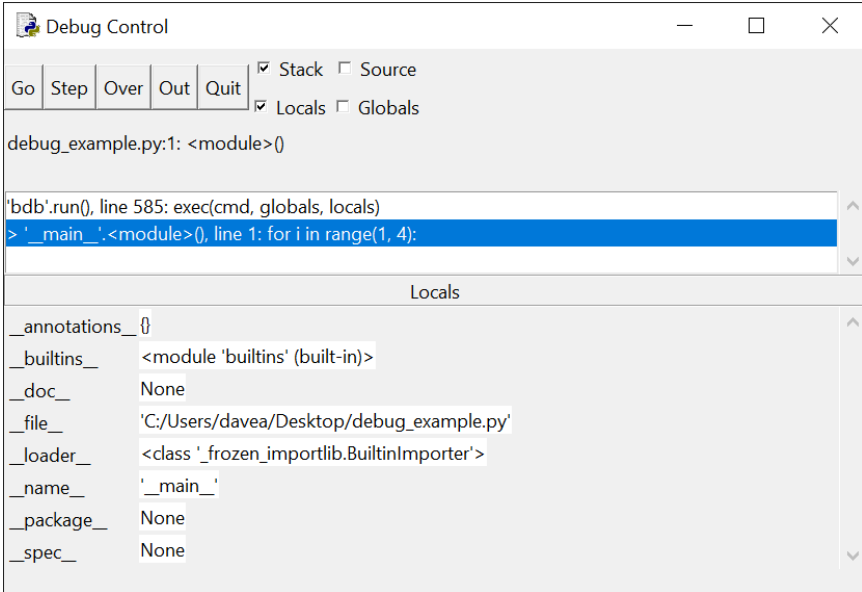 Debug Control
Go Step Over Out Quit
Stack Source
Locals Globals
debug_example.py:1: <module>()
'bdb'.run(), line 585: exec(cmd, globals, locals)
> '__main__'.<module>(), line 1: for i in range(1, 4):
Locals
__annotations__ {}
__builtins__ <module 'builtins' (built-in)>
__doc__ None
__file__ 'C:/Users/davea/Desktop/debug_example.py'
__loader__ <class '_frozen_importlib.BuiltinImporter'>
__name__ '__main__'
__package__ None
__spec__ None